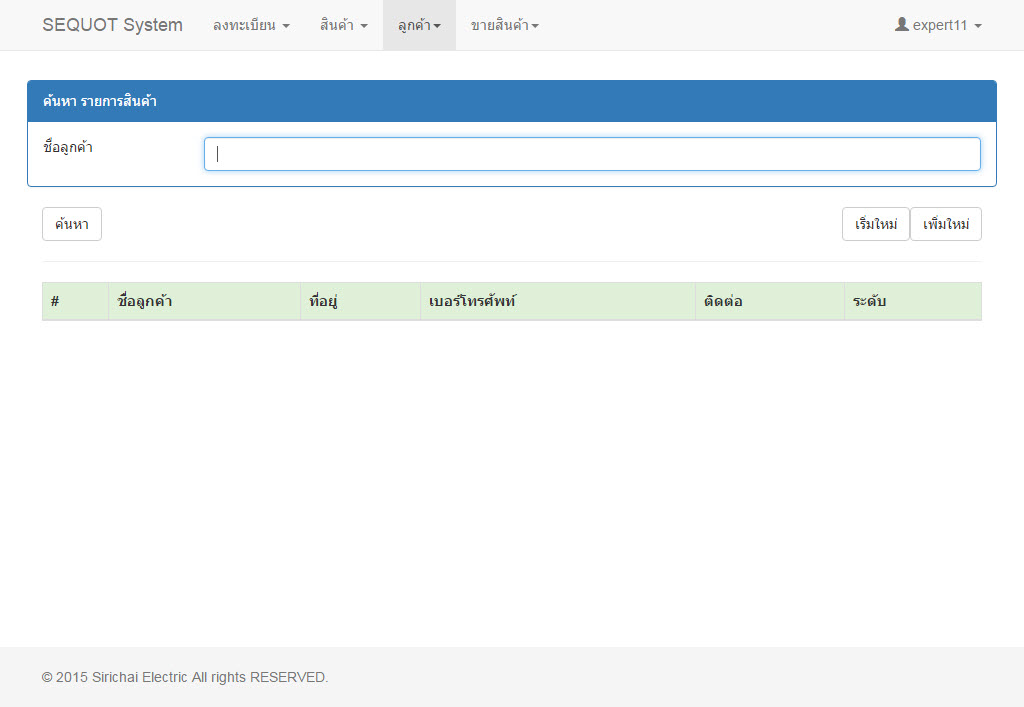 SEQUOT System ลงทะเบียน สินค้า ลูกค้า ขายสินค้า expert11
ค้นหา รายการสินค้า
ชื่อลูกค้า
ค้นหา เริ่มใหม่ เพิ่มใหม่
# ชื่อลูกค้า ที่อยู่ เบอร์โทรศัพท์ ติดต่อ ระดับ
© 2015 Sirichai Electric All rights RESERVED.